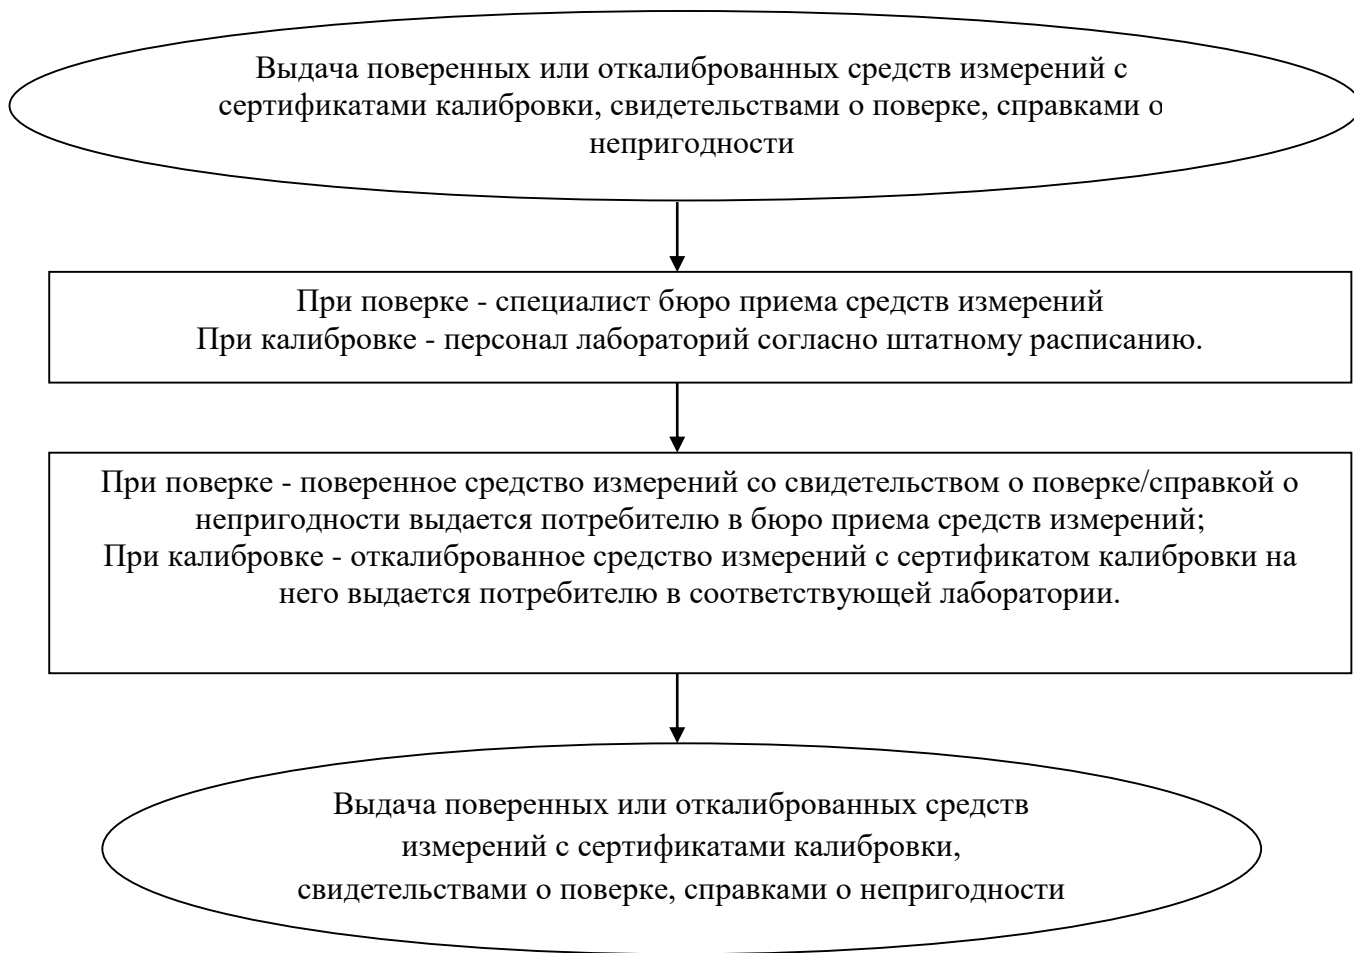 Выдача поверенных или откалиброванных средств измерений с
сертификатами калибровки, свидетельствами о поверке, справками о
непригодности
При поверке - специалист бюро приема средств измерений
При калибровке - персонал лабораторий согласно штатному расписанию.
При поверке - поверенное средство измерений со свидетельством о поверке/справкой о
непригодности выдается потребителю в бюро приема средств измерений;
При калибровке - откалиброванное средство измерений с сертификатом калибровки на
него выдается потребителю в соответствующей лаборатории.
Выдача поверенных или откалиброванных средств
измерений с сертификатами калибровки,
свидетельствами о поверке, справками о непригодности